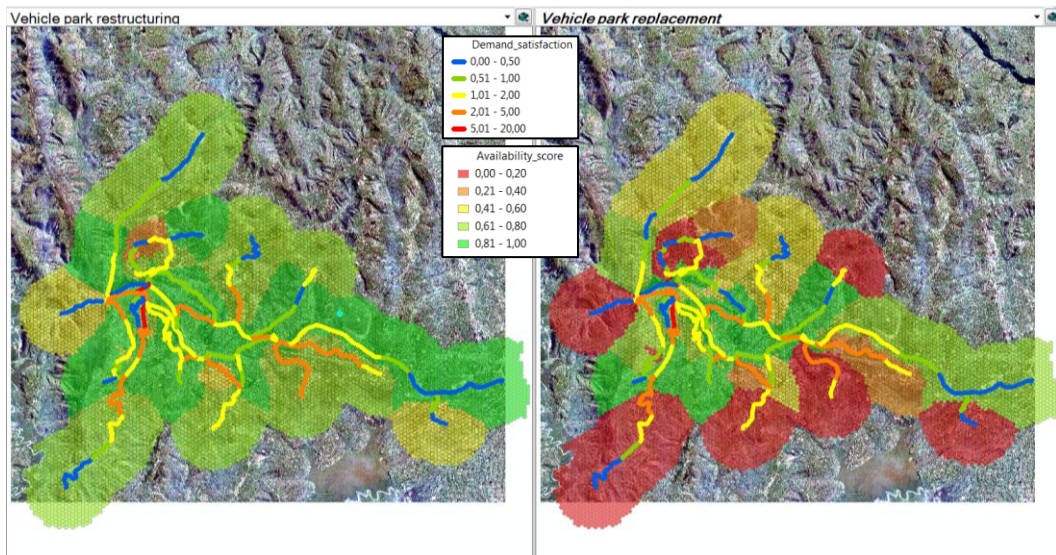 Vehicle park restructuring
Vehicle park replacement
Demand_satisfaction
0,00 - 0,50
0,51 - 1,00
1,01 - 2,00
2,01 - 5,00
5,01 - 20,00
Availability_score
0,00 - 0,20
0,21 - 0,40
0,41 - 0,60
0,61 - 0,80
0,81 - 1,00